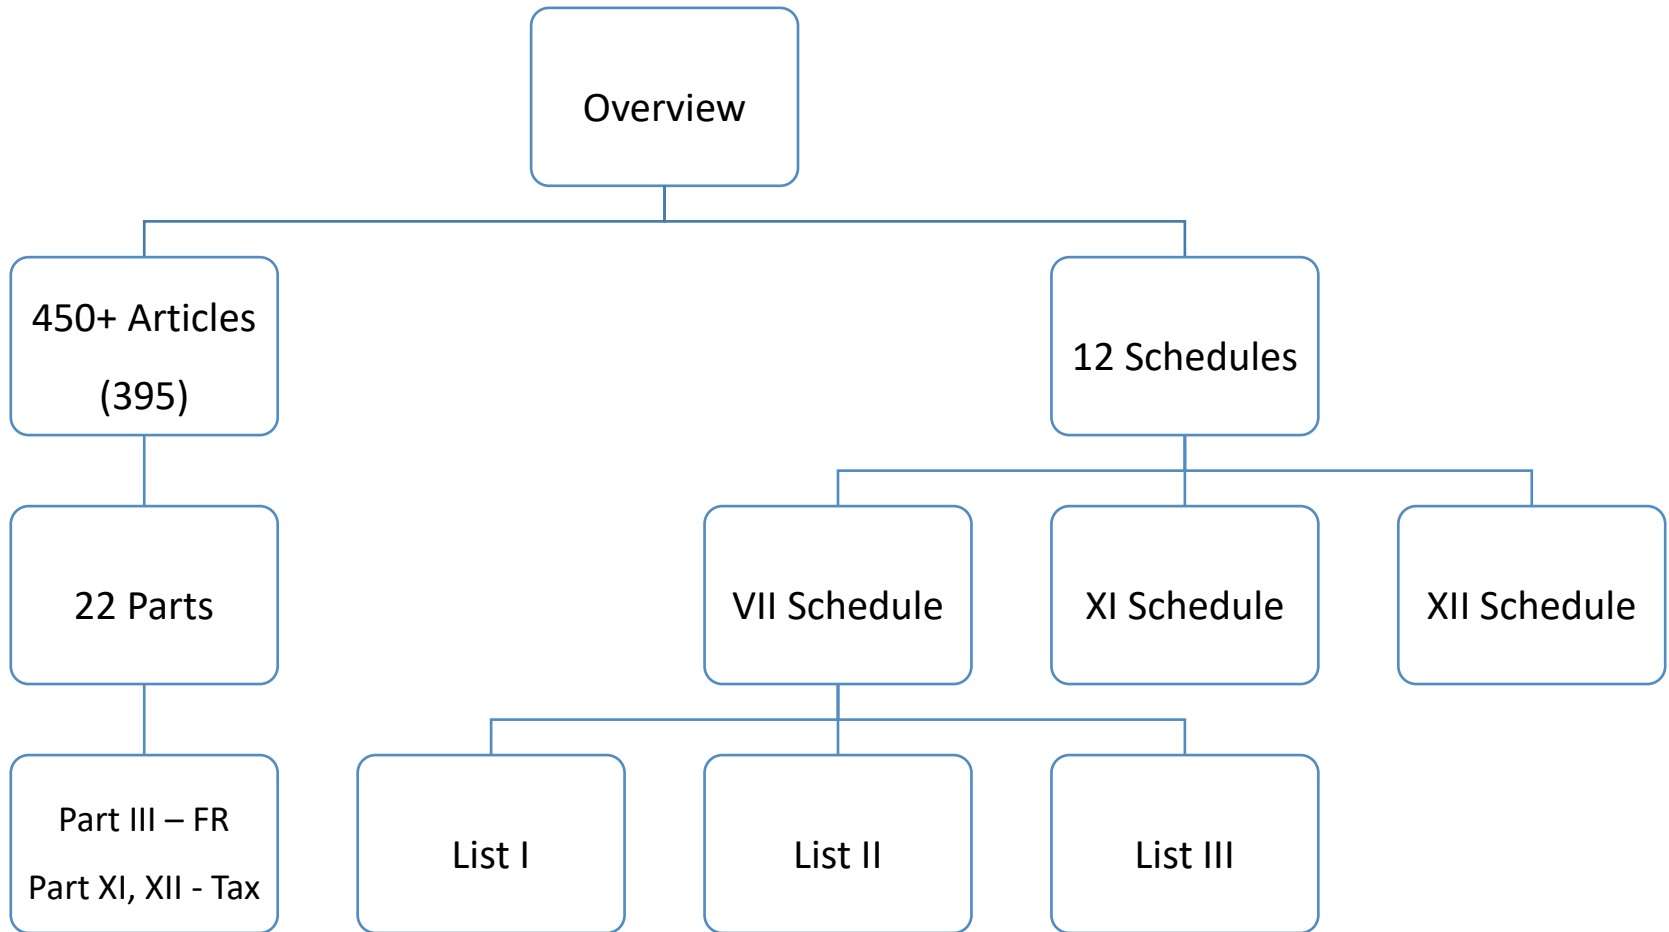 Overview
450+ Articles
(395)
12 Schedules
22 Parts
VII Schedule
XI Schedule
XII Schedule
Part III – FR
Part XI, XII - Tax
List I
List II
List III